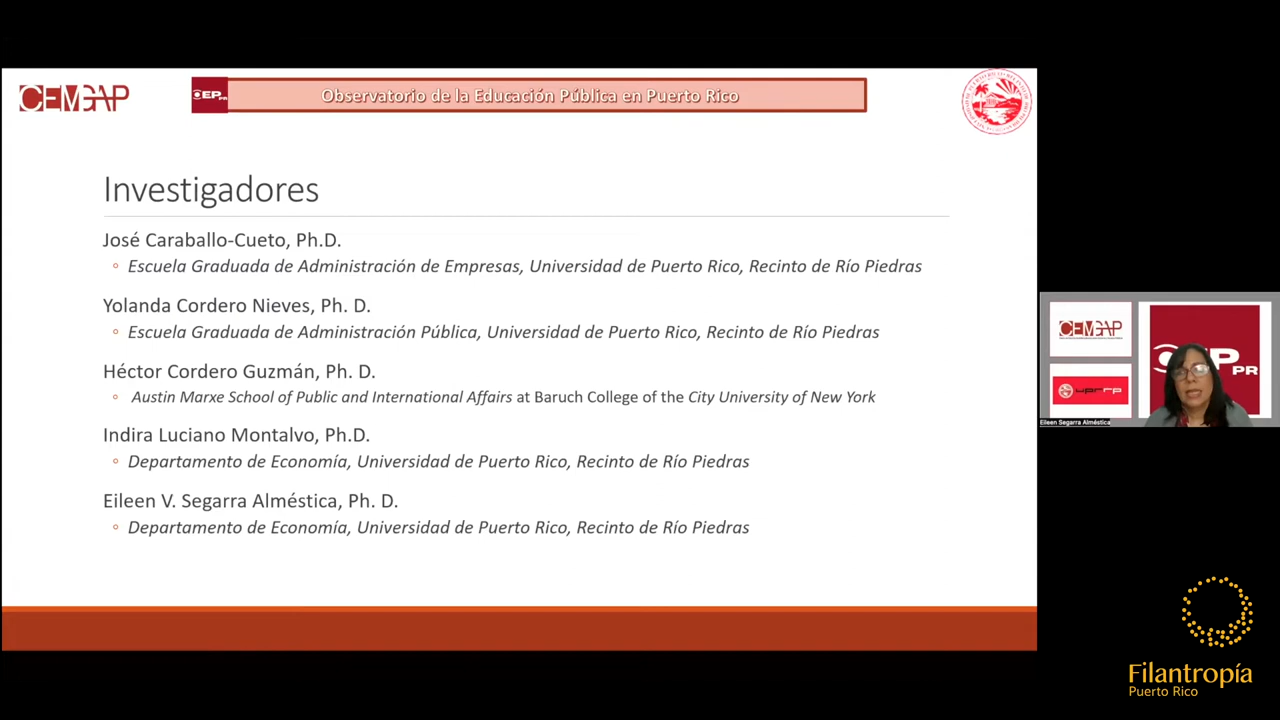 CEMGAP
OEP PR
Observatorio de la Educación Pública en Puerto Rico
Investigadores
José Caraballo-Cueto, Ph.D.
Escuela Graduada de Administración de Empresas, Universidad de Puerto Rico, Recinto de Río Piedras
Yolanda Cordero Nieves, Ph. D.
Escuela Graduada de Administración Pública, Universidad de Puerto Rico, Recinto de Río Piedras
Héctor Cordero Guzmán, Ph. D.
Austin Marxe School of Public and International Affairs at Baruch College of the City University of New York
Indira Luciano Montalvo, Ph.D.
Departamento de Economía, Universidad de Puerto Rico, Recinto de Río Piedras
Eileen V. Segarra Alméstica, Ph. D.
Departamento de Economía, Universidad de Puerto Rico, Recinto de Río Piedras
CEMGAP
EP
PR
uprrp
Eileen Segarra Alméstica
Filantropía
Puerto Rico